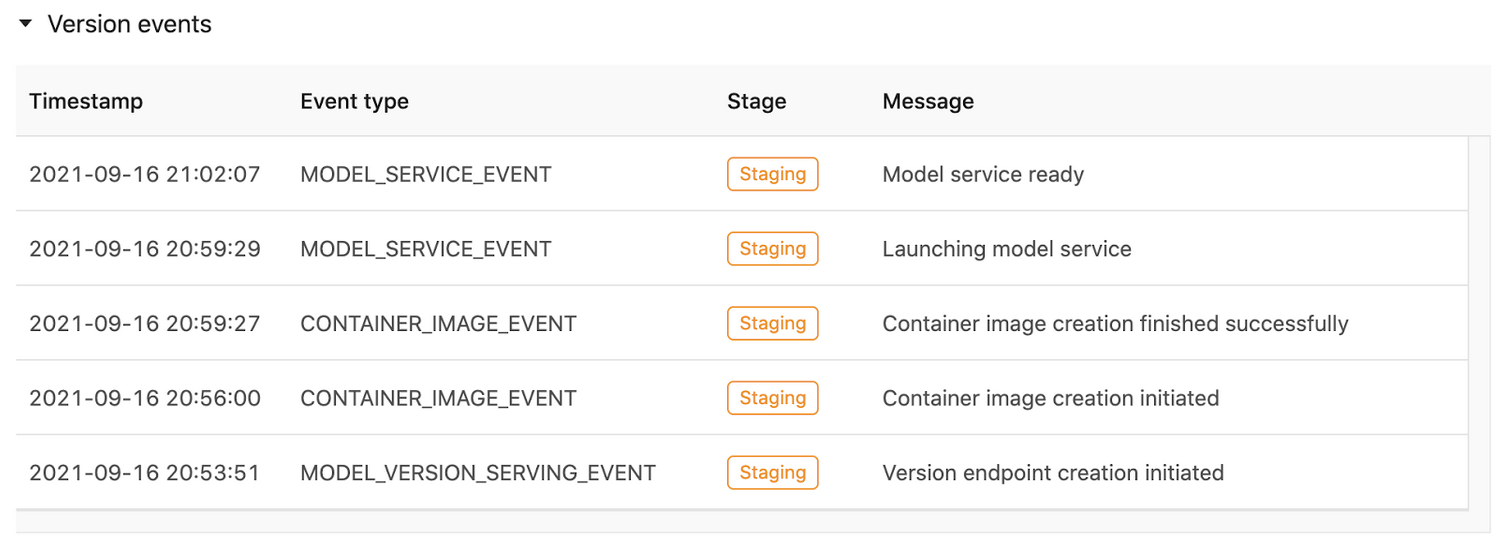 Version events
Timestamp Event type Stage Message
2021-09-16 21:02:07 MODEL_SERVICE_EVENT Staging Model service ready
2021-09-16 20:59:29 MODEL_SERVICE_EVENT Staging Launching model service
2021-09-16 20:59:27 CONTAINER_IMAGE_EVENT Staging Container image creation finished successfully
2021-09-16 20:56:00 CONTAINER_IMAGE_EVENT Staging Container image creation initiated
2021-09-16 20:53:51 MODEL_VERSION_SERVING_EVENT Staging Version endpoint creation initiated